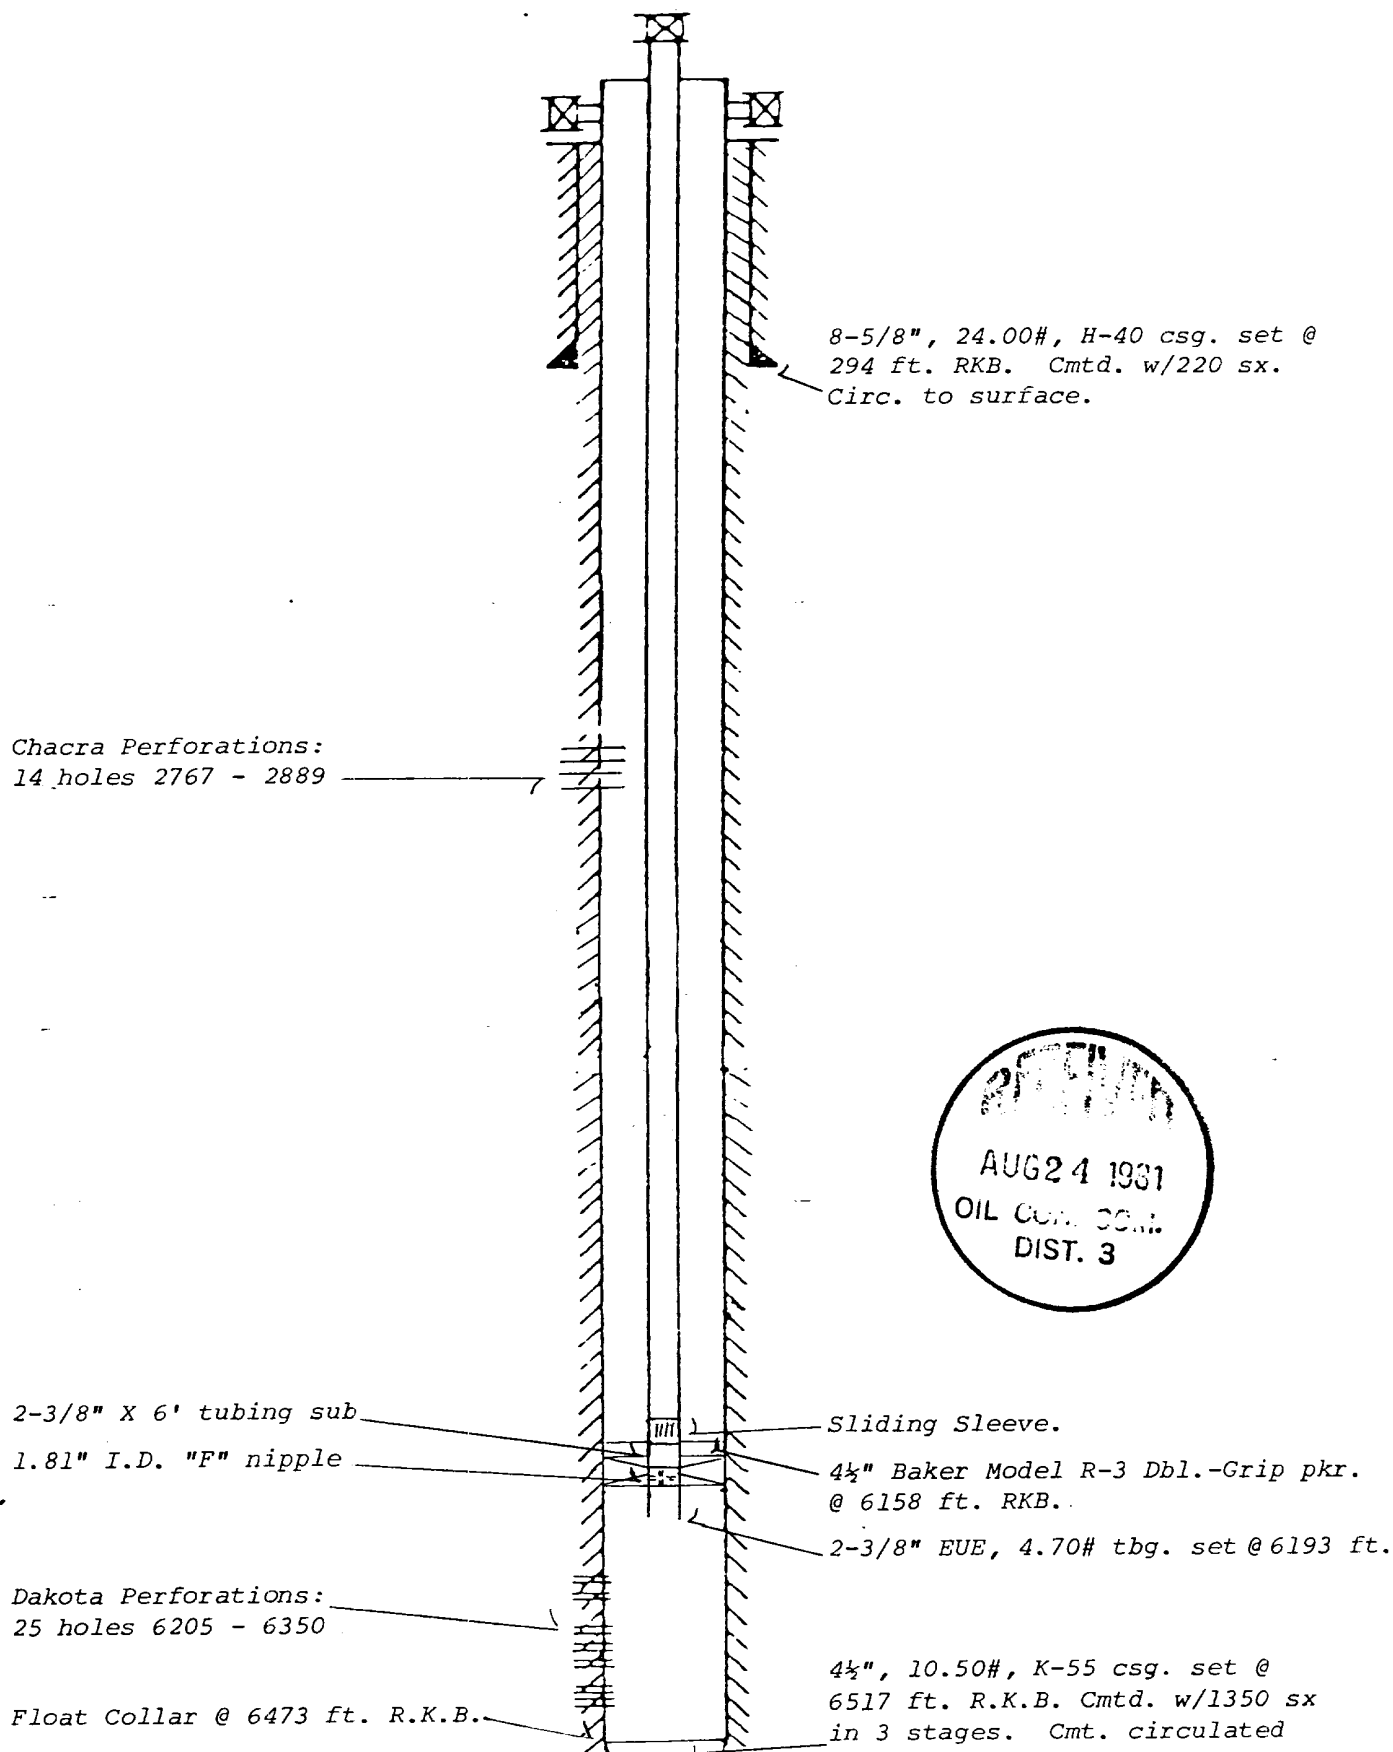 8-5/8", 24.00#, H-40 csg. set @
294 ft. RKB. Cmtd. w/220 sx.
Circ. to surface.
Chacra Perforations:
14 holes 2767 - 2889
AUG 24 1981
OIL
DIST. 3
2-3/8" X 6' tubing sub
1.81" I.D. "F" nipple
Sliding Sleeve.
4½" Baker Model R-3 Dbl.-Grip pkr.
@ 6158 ft. RKB.
2-3/8" EUE, 4.70# tbg. set @ 6193 ft.
Dakota Perforations:
25 holes 6205 - 6350
Float Collar @ 6473 ft. R.K.B.
4½", 10.50#, K-55 csg. set @
6517 ft. R.K.B. Cmtd. w/1350 sx
in 3 stages. Cmt. circulated